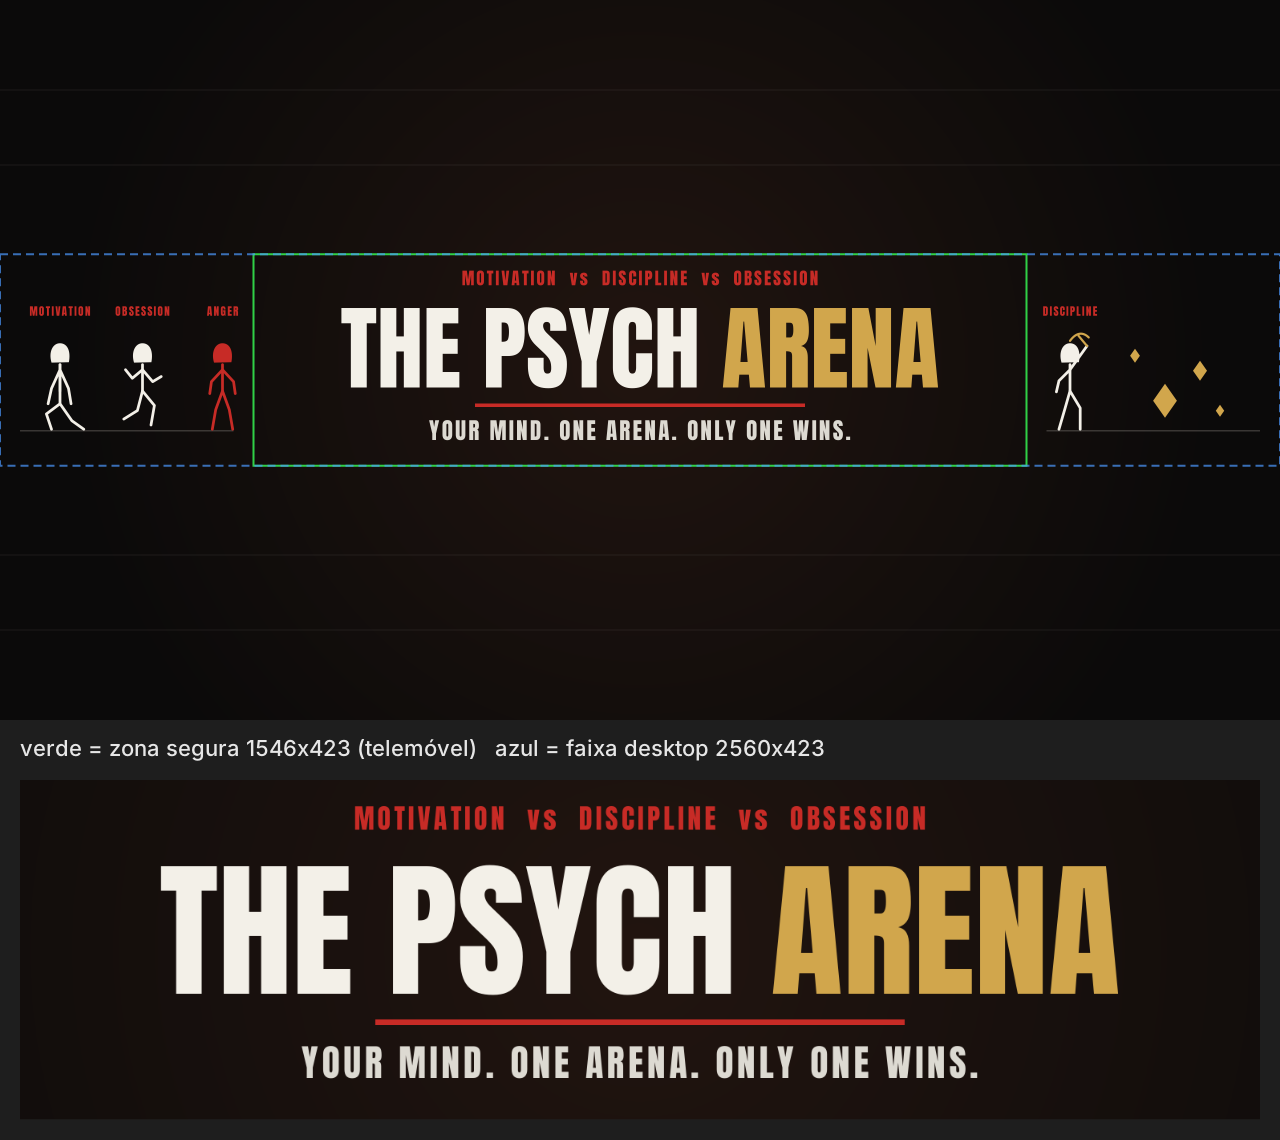 MOTIVATION vs DISCIPLINE vs OBSESSION
MOTIVATION OBSESSION ANGER
THE PSYCH ARENA
DISCIPLINE
YOUR MIND. ONE ARENA. ONLY ONE WINS.
verde = zona segura 1546x423 (telemóvel) azul = faixa desktop 2560x423
MOTIVATION vs DISCIPLINE vs OBSESSION
THE PSYCH ARENA
YOUR MIND. ONE ARENA. ONLY ONE WINS.